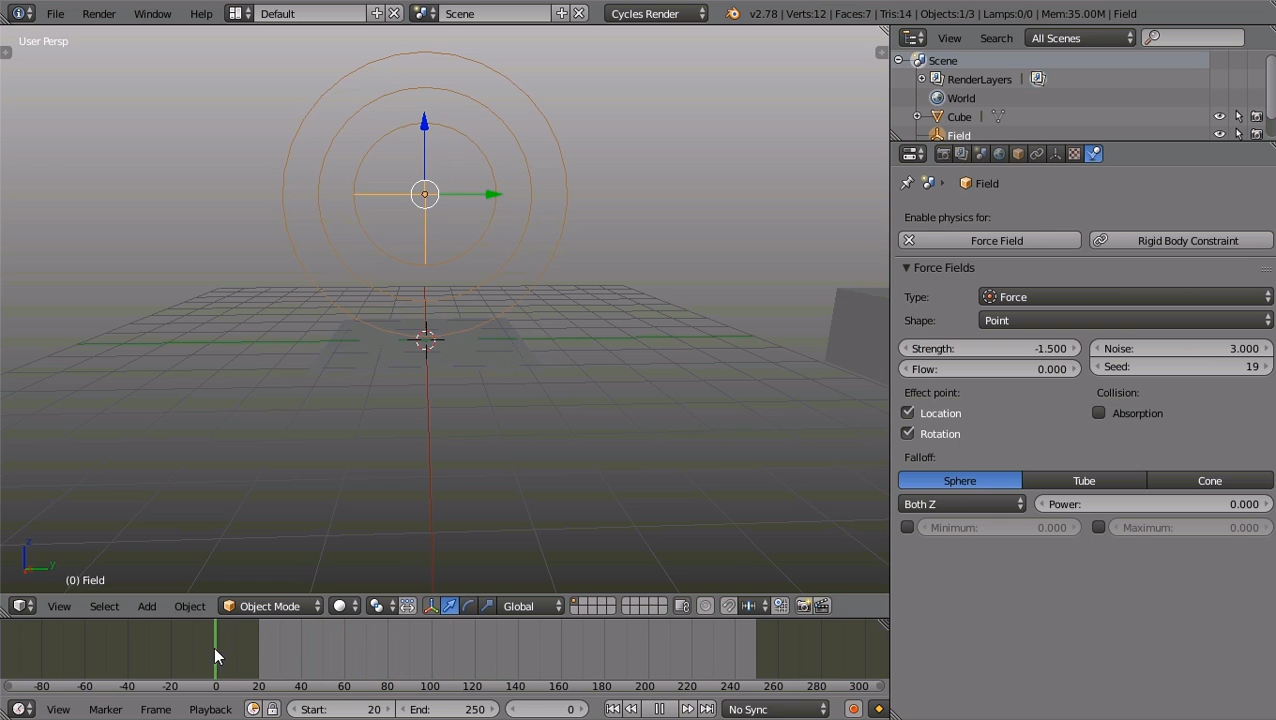 File Render Window Help Default Scene Cycles Render v2.78 | Verts:12 | Faces:7 | Tris:14 | Objects:1/3 | Lamps:0/0 | Mem:35.00M | Field
User Persp
View Search All Scenes
Scene
RenderLayers |
World
Cube |
Field
Field
Enable physics for:
Force Field Rigid Body Constraint
Force Fields
Type: Force
Shape: Point
Strength: -1.500 Noise: 3.000
Flow: 0.000 Seed: 19
Effect point: Collision:
Location Absorption
Rotation
Falloff:
Sphere Tube Cone
Both Z Power: 0.000
Minimum: 0.000 Maximum: 0.000
z
y
(0) Field
View Select Add Object Object Mode Global
-80 -60 -40 -20 0 20 40 60 80 100 120 140 160 180 200 220 240 260 280 300
View Marker Frame Playback Start: 20 End: 250 0 No Sync